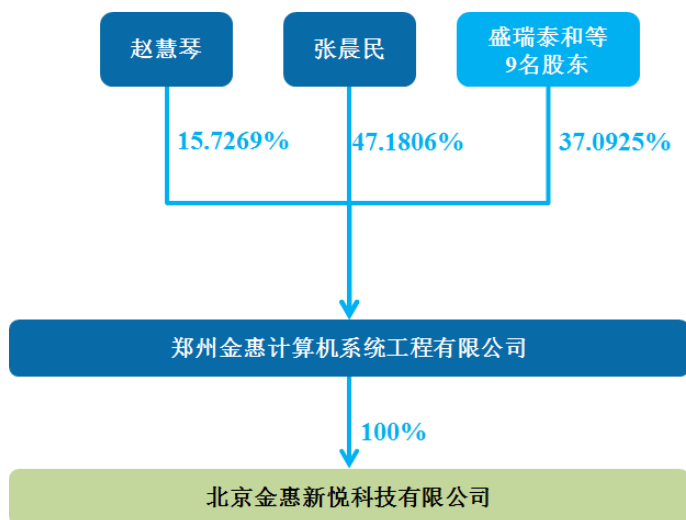 赵慧琴
张晨民
盛瑞泰和等
9名股东
15.7269%
47.1806%
37.0925%
郑州金惠计算机系统工程有限公司
100%
北京金惠新悦科技有限公司